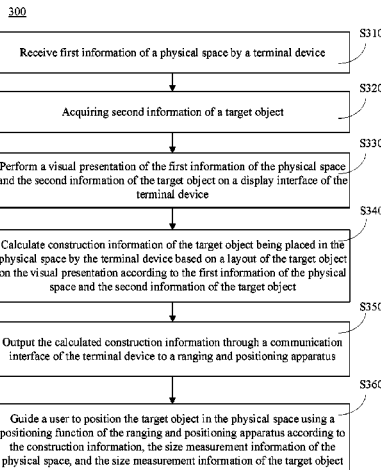 300
S310
Receive first information of a physical space by a terminal device
S320
Acquiring second information of a target object
S330
Perform a visual presentation of the first information of the physical space
and the second information of the target object on a display interface of the
terminal device
S340
Calculate construction information of the target object being placed in the
physical space by the terminal device based on a layout of the target object
on the visual presentation according to the first information of the physical
space and the second information of the target object
S350
Output the calculated construction information through a communication
interface of the terminal device to a ranging and positioning apparatus
S360
Guide a user to position the target object in the physical space using a
positioning function of the ranging and positioning apparatus according to
the construction information, the size measurement information of the
physical space, and the size measurement information of the target object